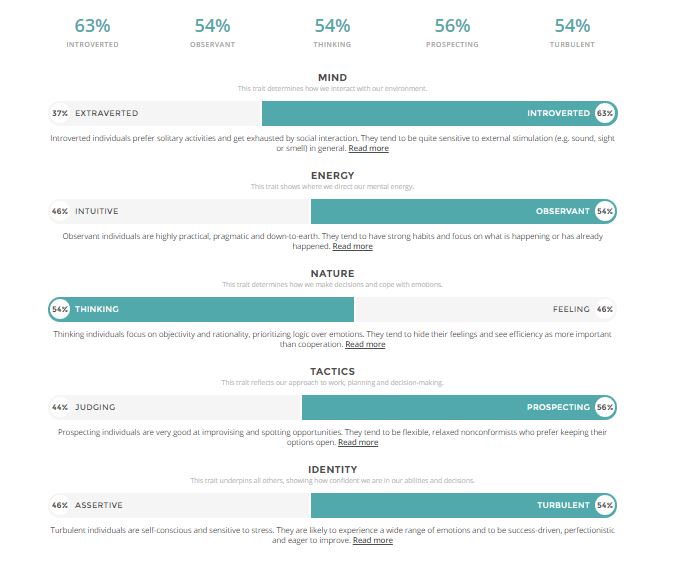 63% 54% 54% 56% 54%
INTROVERTED OBSERVANT THINKING PROSPECTING TURBULENT
MIND
This trait determines how we interact with our environment.
37% EXTRAVERTED INTROVERTED 63%
Introverted individuals prefer solitary activities and get exhausted by social interaction. They tend to be quite sensitive to external stimulation (e.g. sound, sight
or smell) in general. Read more
ENERGY
This trait shows where we direct our mental energy.
46% INTUITIVE OBSERVANT 54%
Observant individuals are highly practical, pragmatic and down-to-earth. They tend to have strong habits and focus on what is happening or has already
happened. Read more
NATURE
This trait determines how we make decisions and cope with emotions.
54% THINKING FEELING 46%
Thinking individuals focus on objectivity and rationality, prioritizing logic over emotions. They tend to hide their feelings and see efficiency as more important
than cooperation. Read more
TACTICS
This trait reflects our approach to work, planning and decision-making.
44% JUDGING PROSPECTING 56%
Prospecting individuals are very good at improvising and spotting opportunities. They tend to be flexible, relaxed nonconformists who prefer keeping their
options open. Read more
IDENTITY
This trait underpins all others, showing how confident we are in our abilities and decisions.
46% ASSERTIVE TURBULENT 54%
Turbulent individuals are self-conscious and sensitive to stress. They are likely to experience a wide range of emotions and to be success-driven, perfectionistic
and eager to improve. Read more